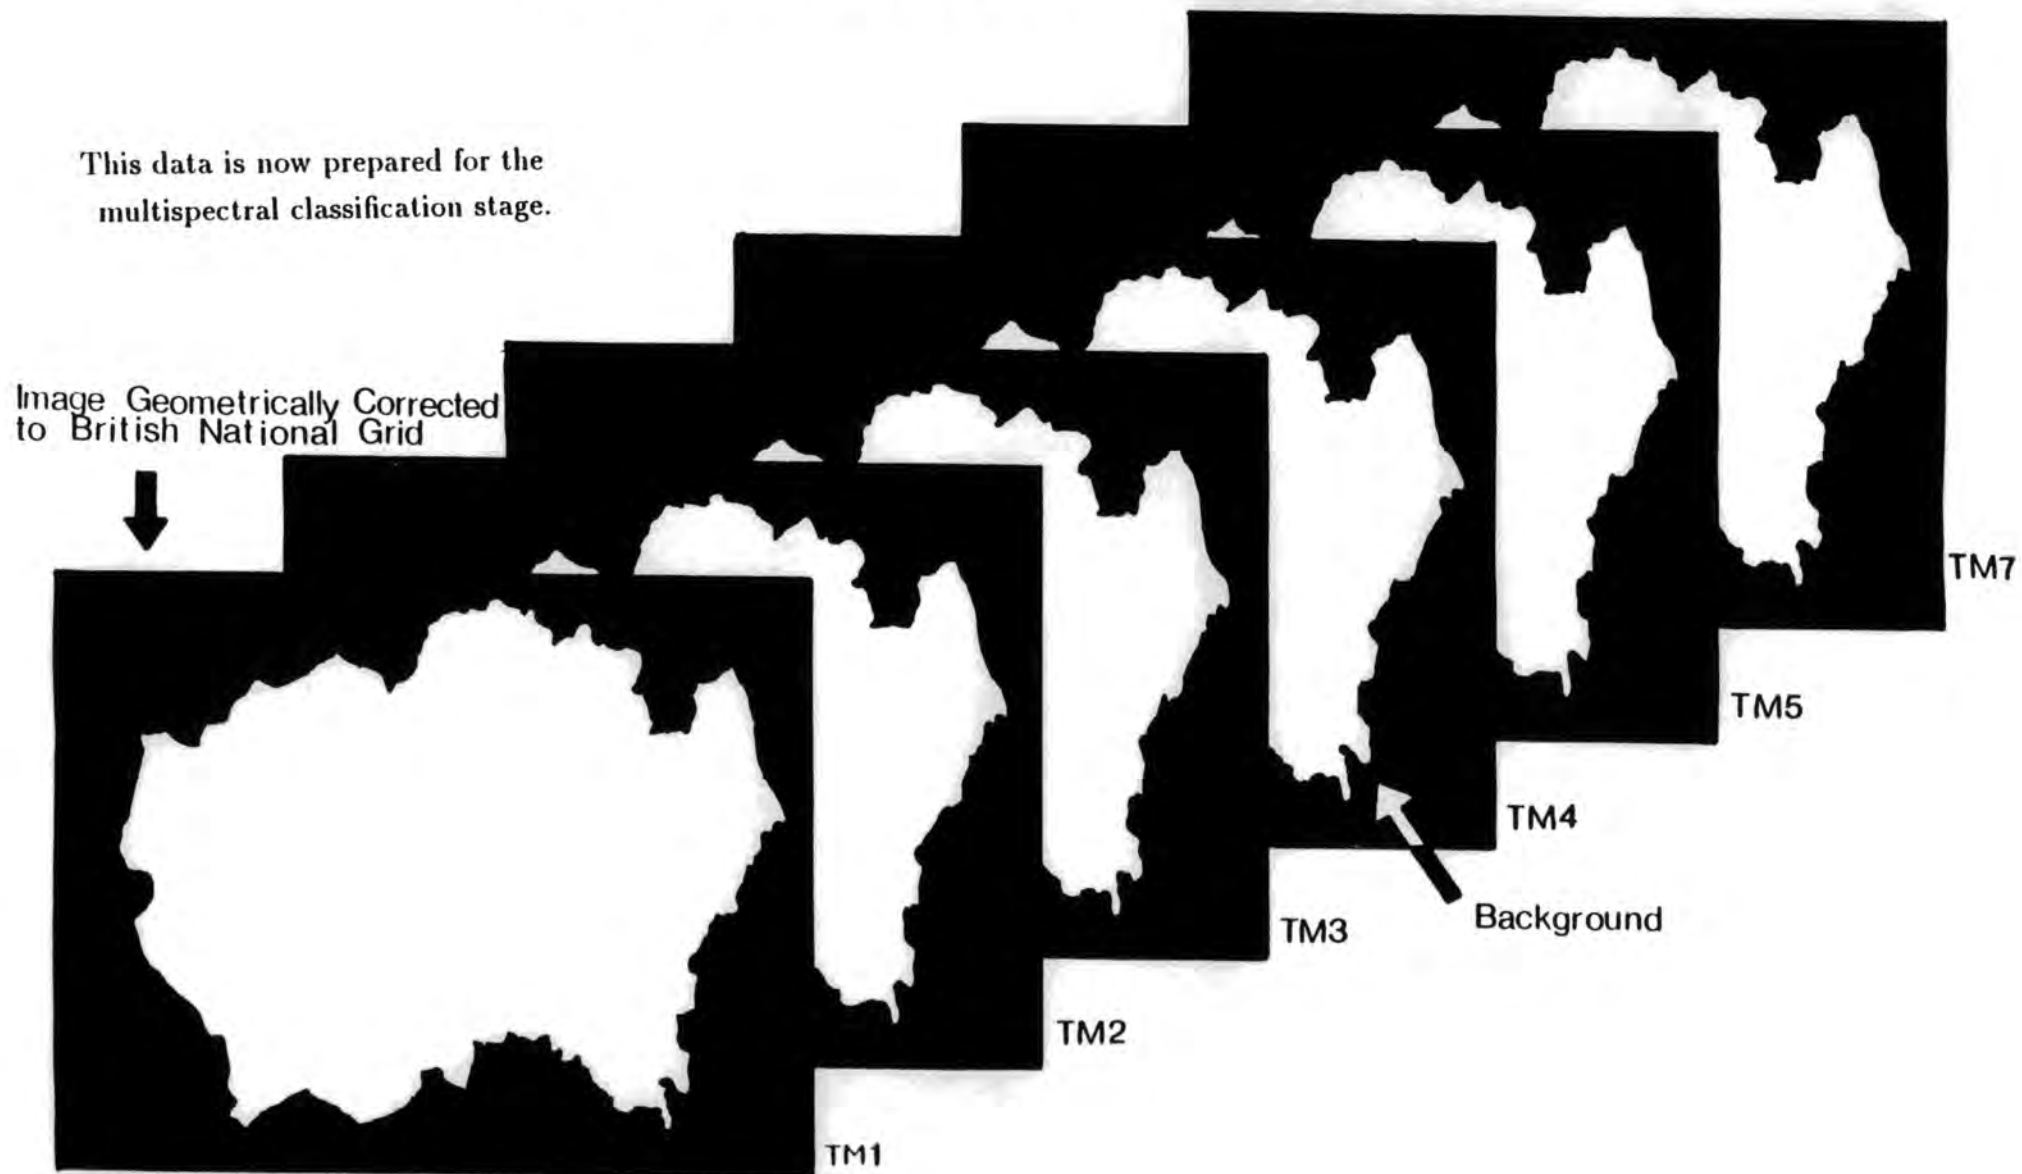 This data is now prepared for the
multispectral classification stage.
Image Geometrically Corrected
to British National Grid
TM7
TM5
TM4
Background
TM3
TM2
TM1